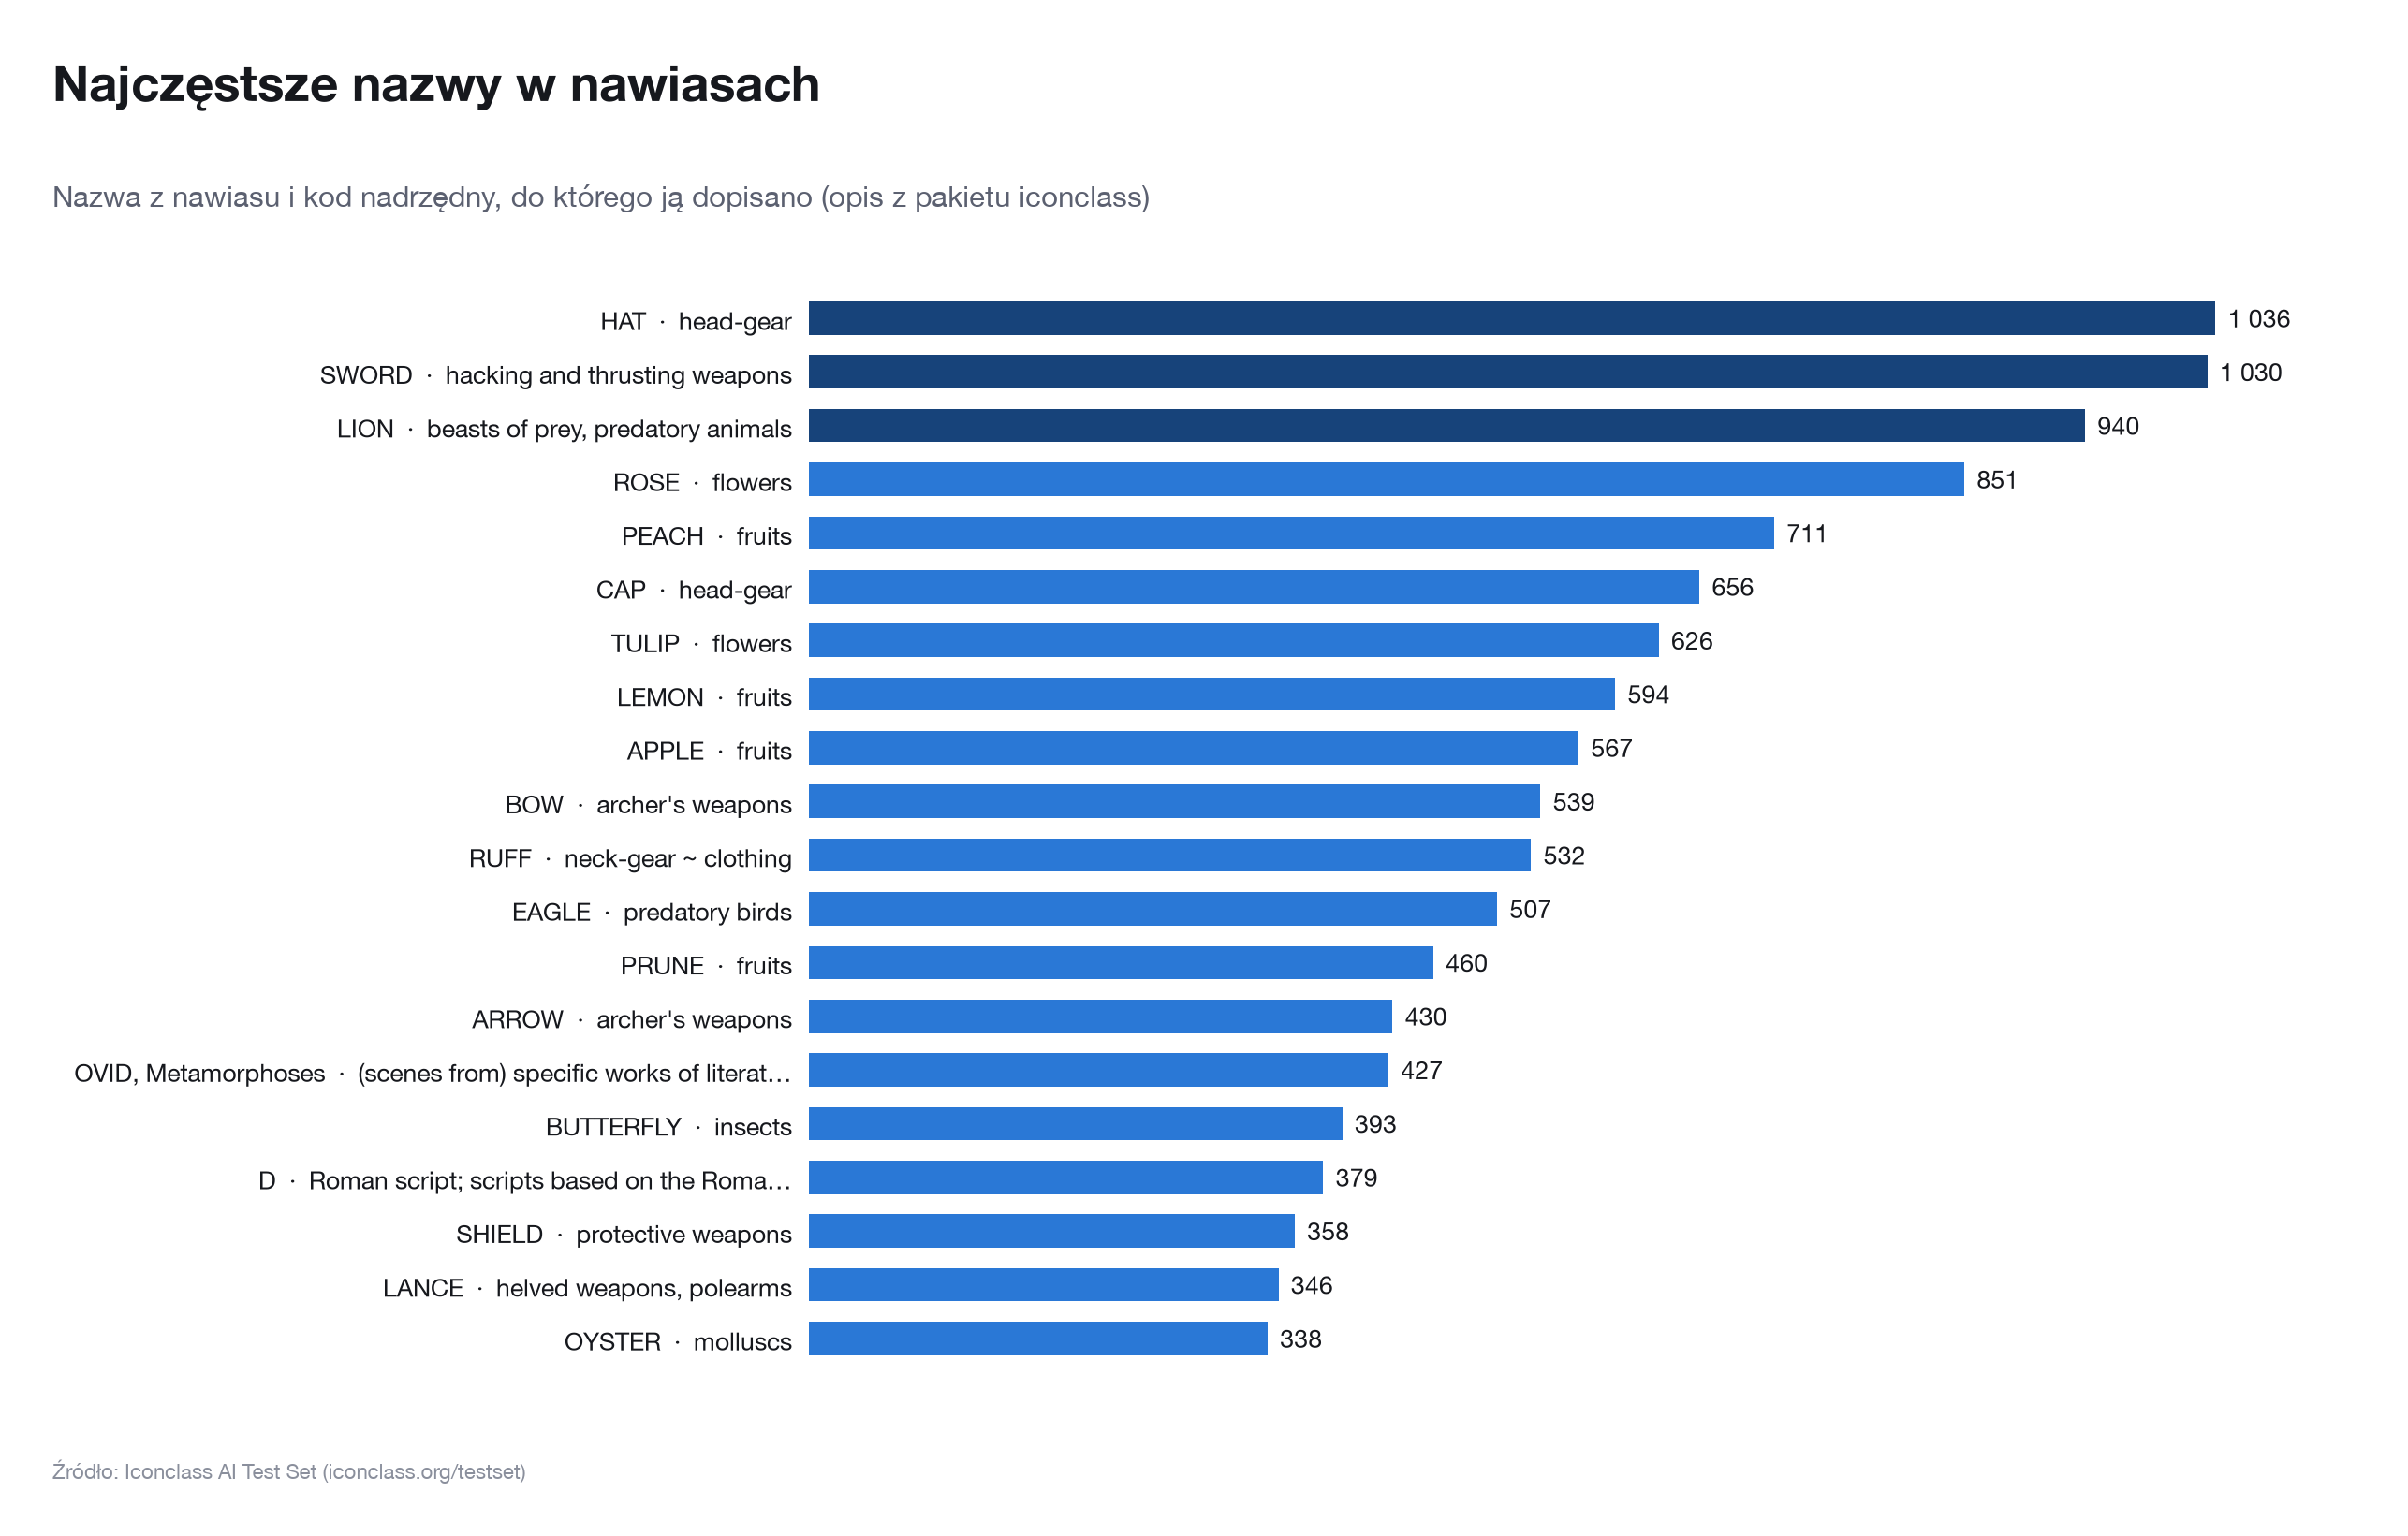 Najczęstsze nazwy w nawiasach
Nazwa z nawiasu i kod nadrzędny, do którego ją dopisano (opis z pakietu iconclass)
HAT · head-gear 1 036
SWORD · hacking and thrusting weapons 1 030
LION · beasts of prey, predatory animals 940
ROSE · flowers 851
PEACH · fruits 711
CAP · head-gear 656
TULIP · flowers 626
LEMON · fruits 594
APPLE · fruits 567
BOW · archer's weapons 539
RUFF · neck-gear ~ clothing 532
EAGLE · predatory birds 507
PRUNE · fruits 460
ARROW · archer's weapons 430
OVID, Metamorphoses · (scenes from) specific works of literat… 427
BUTTERFLY · insects 393
D · Roman script; scripts based on the Roma… 379
SHIELD · protective weapons 358
LANCE · helved weapons, polearms 346
OYSTER · molluscs 338
Źródło: Iconclass AI Test Set (iconclass.org/testset)